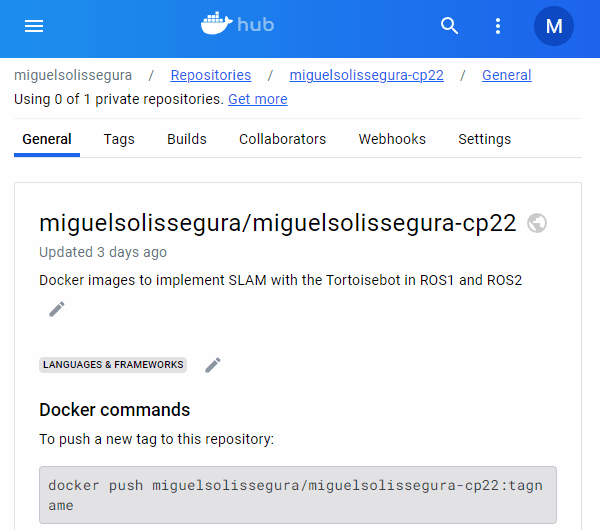 hub
M
miguelsolissegura / Repositories / miguelsolissegura-cp22 / General
Using 0 of 1 private repositories. Get more
General Tags Builds Collaborators Webhooks Settings
miguelsolissegura/miguelsolissegura-cp22
Updated 3 days ago
Docker images to implement SLAM with the Tortoisebot in ROS1 and ROS2
LANGUAGES & FRAMEWORKS
Docker commands
To push a new tag to this repository:
docker push miguelsolissegura/miguelsolissegura-cp22:tagn
ame